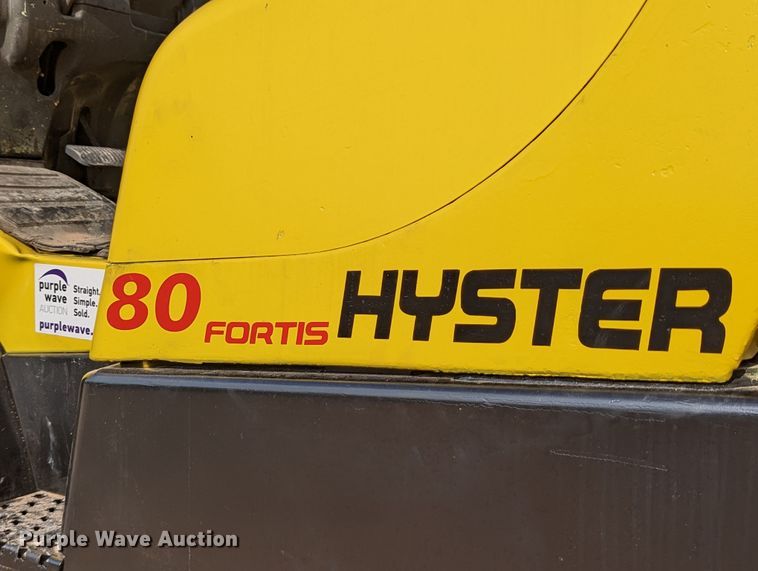 purple
wave
AUCTION
Straight.
Simple.
Sold.
purplewave.
80 FORTIS HYSTER
Purple Wave Auction